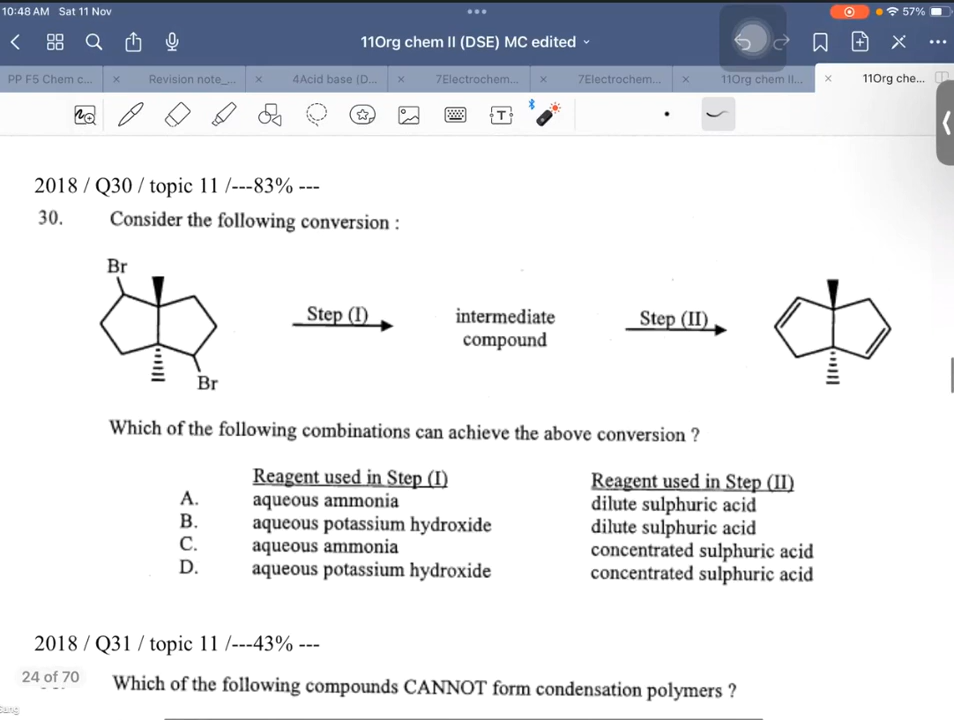 10:48 AM Sat 11 Nov
57%
11Org chem II (DSE) MC edited
PP F5 Chem c...
Revision note_...
4Acid base (D...
7Electrochem...
7Electrochem...
11Org chem II...
11Org che...
2018 / Q30 / topic 11 /---83% ---
30. Consider the following conversion :
Br
Br
Step (I)
intermediate
compound
Step (II)
Which of the following combinations can achieve the above conversion ?
Reagent used in Step (I) Reagent used in Step (II)
A. aqueous ammonia dilute sulphuric acid
B. aqueous potassium hydroxide dilute sulphuric acid
C. aqueous ammonia concentrated sulphuric acid
D. aqueous potassium hydroxide concentrated sulphuric acid
2018 / Q31 / topic 11 /---43% ---
24 of 70
Which of the following compounds CANNOT form condensation polymers ?